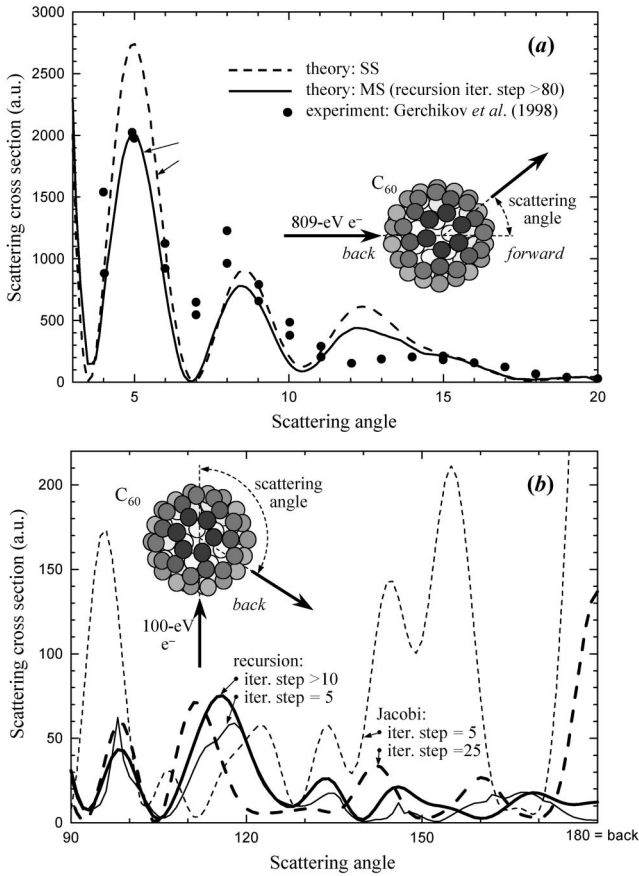 3000
2500
2000
1500
1000
500
0
Scattering cross section (a.u.)
(a)
theory: SS
theory: MS (recursion iter. step >80)
experiment: Gerchikov et al. (1998)
C60
scattering
angle
809-eV e–
back
forward
5 10 15 20
Scattering angle
200
150
100
50
0
Scattering cross section (a.u.)
(b)
C60
scattering
angle
back
100-eV
e–
recursion:
iter. step >10
iter. step = 5
Jacobi:
iter. step = 5
iter. step =25
90 120 150 180 = back
Scattering angle